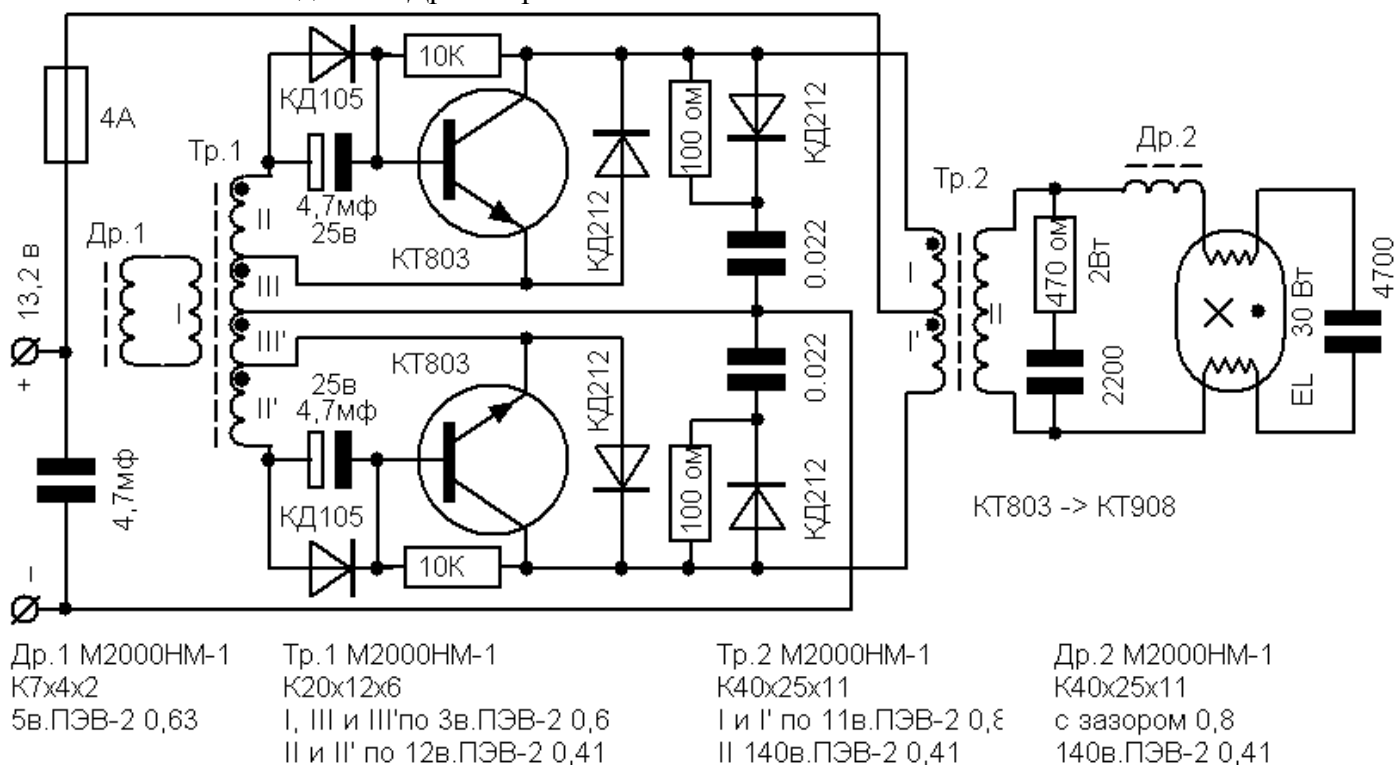 10К
КД105
4А
100 ом
КД212
Тр.1
4,7мф
25в
II
КТ803
КД212
0.022
Др.1
13,2 в
+
I
III
III'
II'
Др.2
Тр.2
I
I'
II
470 ом
2Вт
2200
30 Вт
EL
4700
КТ803
25в
4,7мф
КД212
0.022
100 ом
КД212
4,7мф
КД105
10К
–
КТ803 -> КТ908
Др.1 М2000НМ-1
К7х4х2
5в.ПЭВ-2 0,63
Тр.1 М2000НМ-1
К20х12х6
I, III и III'по 3в.ПЭВ-2 0,6
II и II' по 12в.ПЭВ-2 0,41
Тр.2 М2000НМ-1
К40х25х11
I и I' по 11в.ПЭВ-2 0,8
II 140в.ПЭВ-2 0,41
Др.2 М2000НМ-1
К40х25х11
с зазором 0,8
140в.ПЭВ-2 0,41